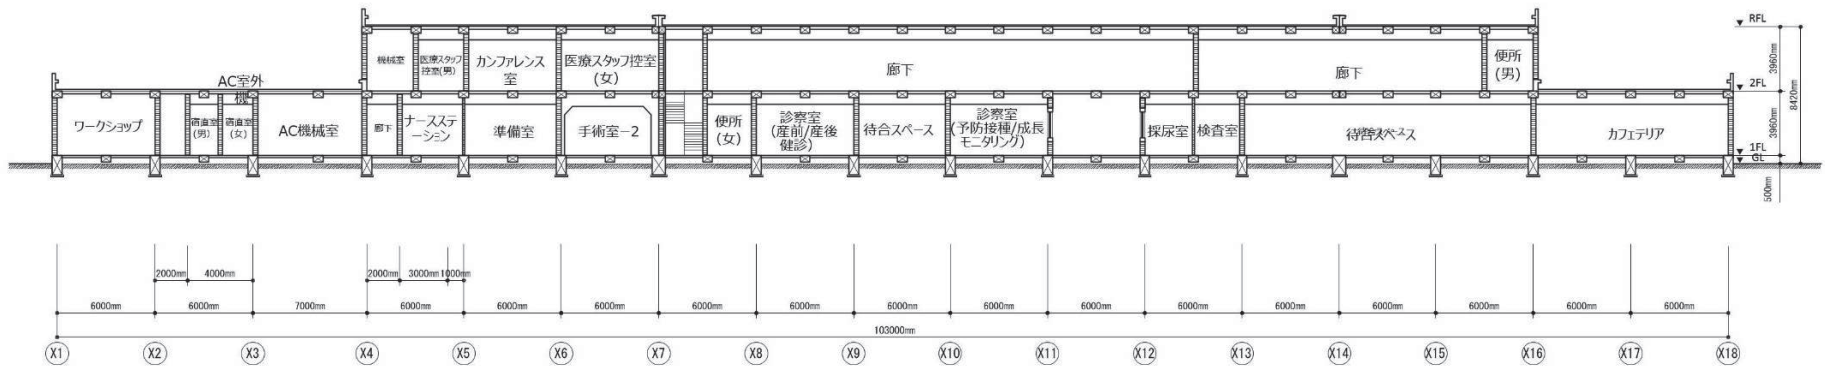 RFL
機械室
医療スタッフ
控室(男)
カンファレンス
室
医療スタッフ控室
(女)
廊下
廊下
便所
(男)
3960mm
8420mm
AC室外
機
2FL
ワークショップ
宿直室
(男)
宿直室
(女)
AC機械室
廊下
ナースステ
ーション
準備室
手術室-2
便所
(女)
診察室
(産前/産後
健診)
待合スペース
診察室
(予防接種/成長
モニタリング)
採尿室
検査室
待合スペース
カフェテリア
3960mm
1FL
GL
500mm
2000mm 4000mm 2000mm 3000mm 1000mm
6000mm 6000mm 7000mm 6000mm 6000mm 6000mm 6000mm 6000mm 6000mm 6000mm 6000mm 6000mm 6000mm 6000mm 6000mm 6000mm 6000mm
103000mm
X1 X2 X3 X4 X5 X6 X7 X8 X9 X10 X11 X12 X13 X14 X15 X16 X17 X18